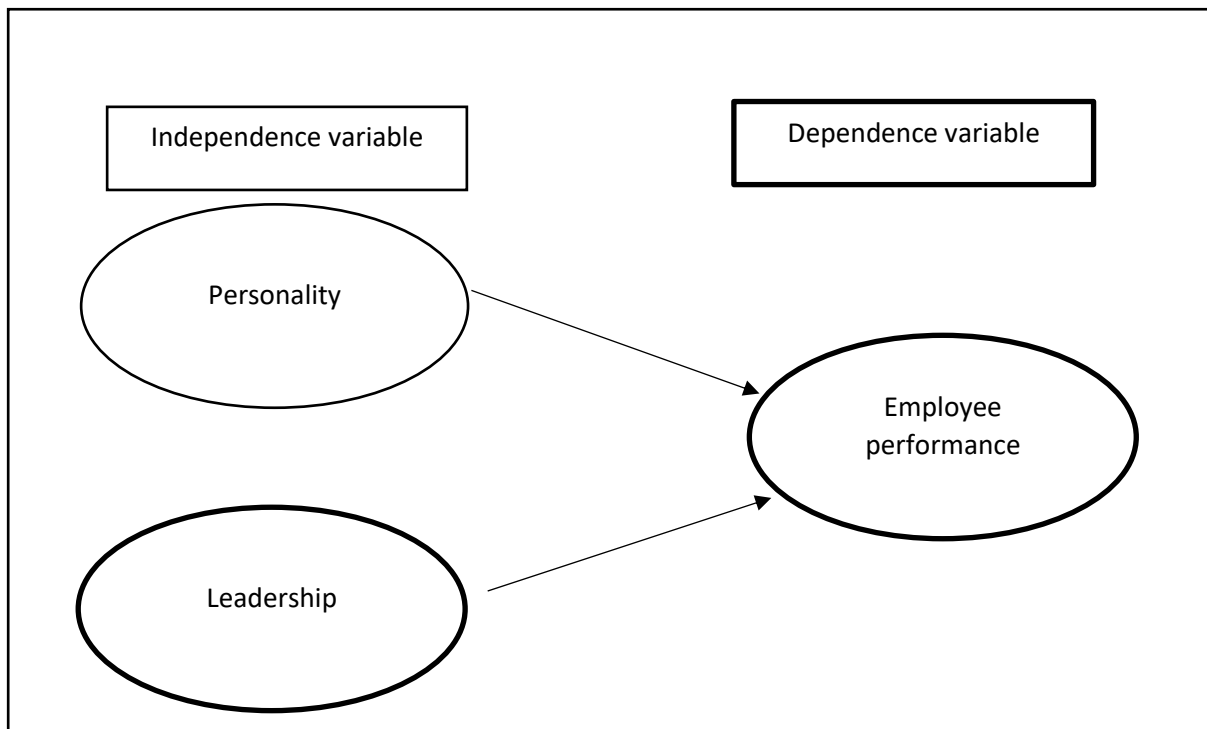 Independence variable
Dependence variable
Personality
Employee
performance
Leadership